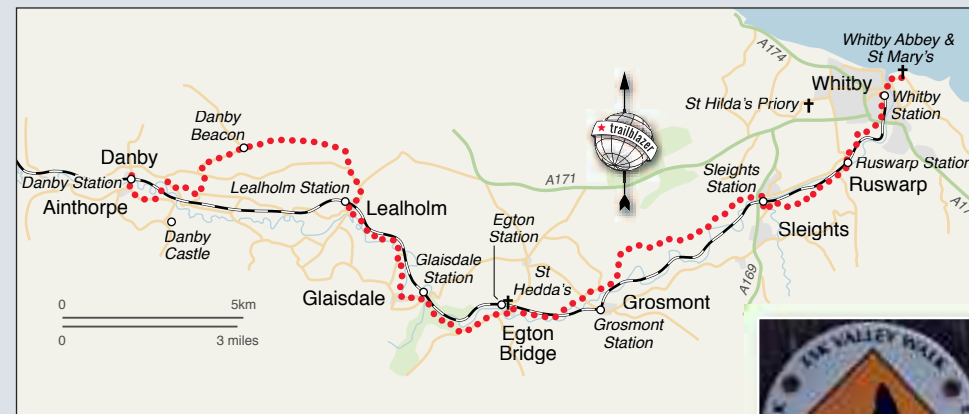 A174
Whitby Abbey &
St Mary's
Whitby
St Hilda's Priory
Whitby
Station
Danby
Beacon
trailblazer
Danby
Danby Station
Ainthorpe
Lealholm Station
Lealholm
A171
Sleights
Station
Ruswarp Station
Ruswarp
Danby
Castle
Egton
Station
Sleights
Glaisdale
Station
St
Hedda's
A169
Glaisdale
Grosmont
Egton
Bridge
Grosmont
Station
0
5km
0
3 miles
ESK VALLEY WALK